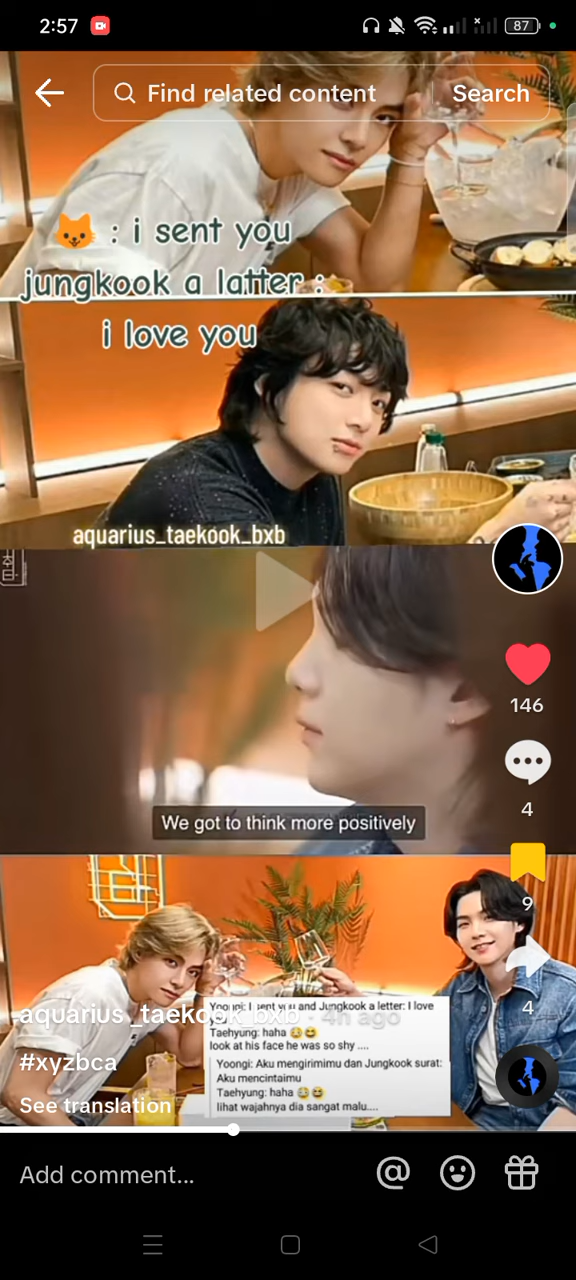 2:57
87
Find related content
Search
🐱 : i sent you
jungkook a latter :
i love you
aquarius_taekook_bxb
146
We got to think more positively
4
9
4
Yoongi: I sent you and Jungkook a letter: I love
Taehyung: haha 😳😄
look at his face he was so shy ....
Yoongi: Aku mengirimimu dan Jungkook surat:
Aku mencintaimu
Taehyung: haha 😳😄
lihat wajahnya dia sangat malu....
aquarius_taekook_bxb · 4h ago
#xyzbca
See translation
Add comment...